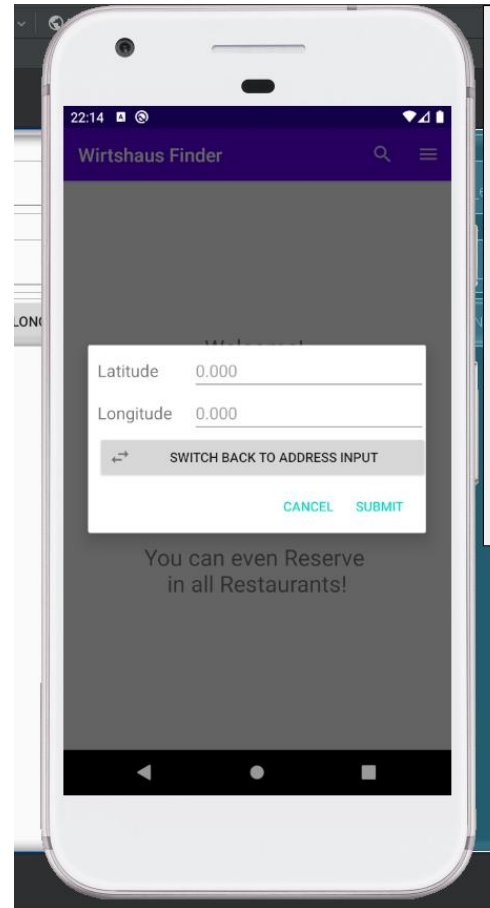 22:14
Wirtshaus Finder
Latitude 0.000
Longitude 0.000
SWITCH BACK TO ADDRESS INPUT
CANCEL SUBMIT
You can even Reserve
in all Restaurants!